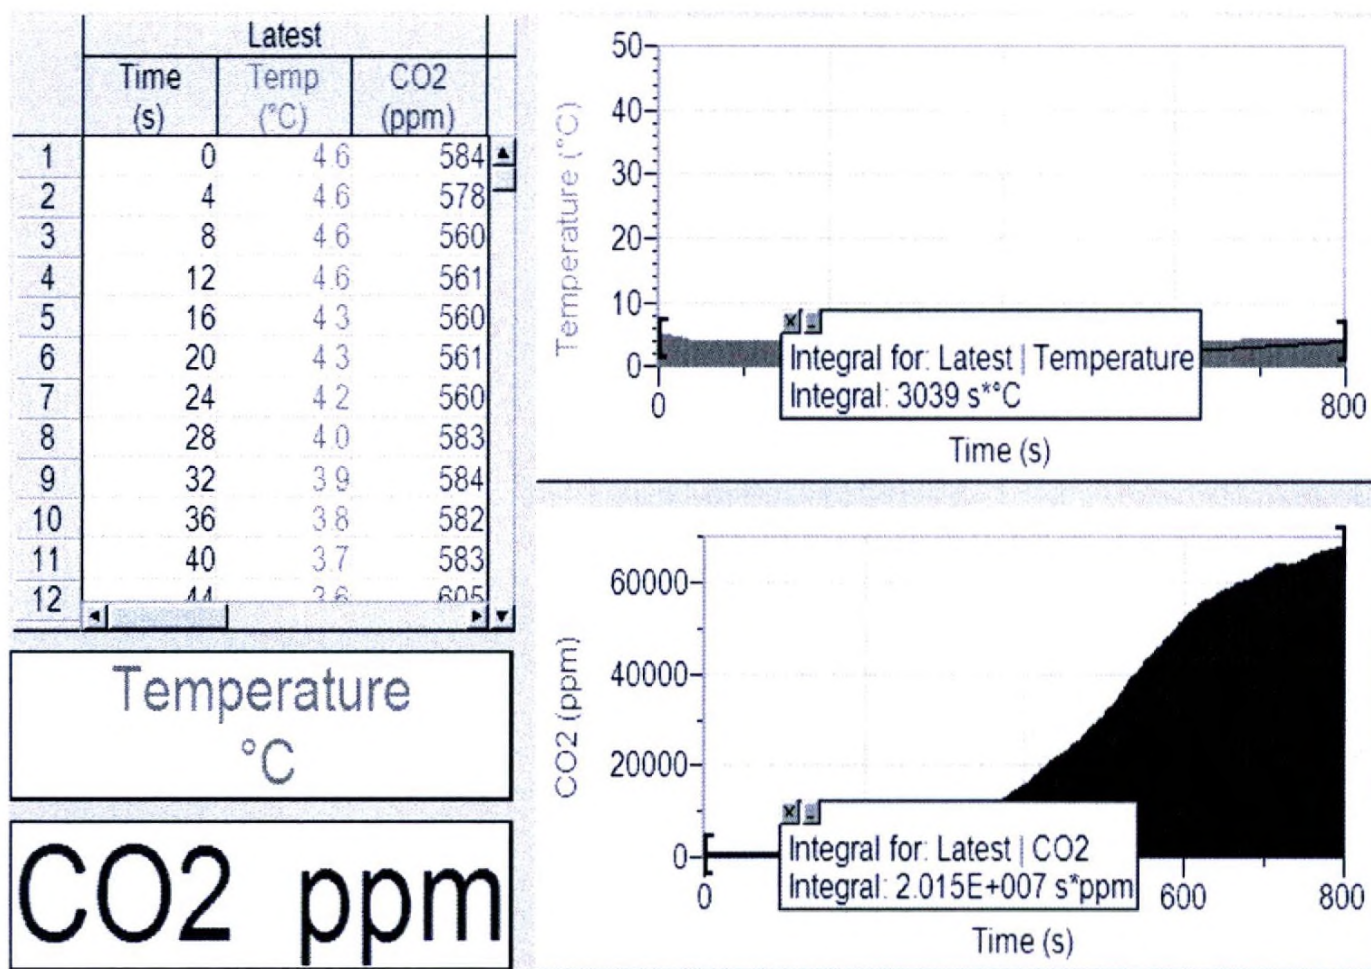 Latest
Time (s) Temp (°C) CO2 (ppm)
1 0 4.6 584
2 4 4.6 578
3 8 4.6 560
4 12 4.6 561
5 16 4.3 560
6 20 4.3 561
7 24 4.2 560
8 28 4.0 583
9 32 3.9 584
10 36 3.8 582
11 40 3.7 583
12 44 3.6 605
Temperature
°C
CO2 ppm
Temperature (°C)
50
40
30
20
10
0
Integral for: Latest | Temperature
Integral: 3039 s*°C
0 800
Time (s)
CO2 (ppm)
60000
40000
20000
0
Integral for: Latest | CO2
Integral: 2.015E+007 s*ppm
0 600 800
Time (s)